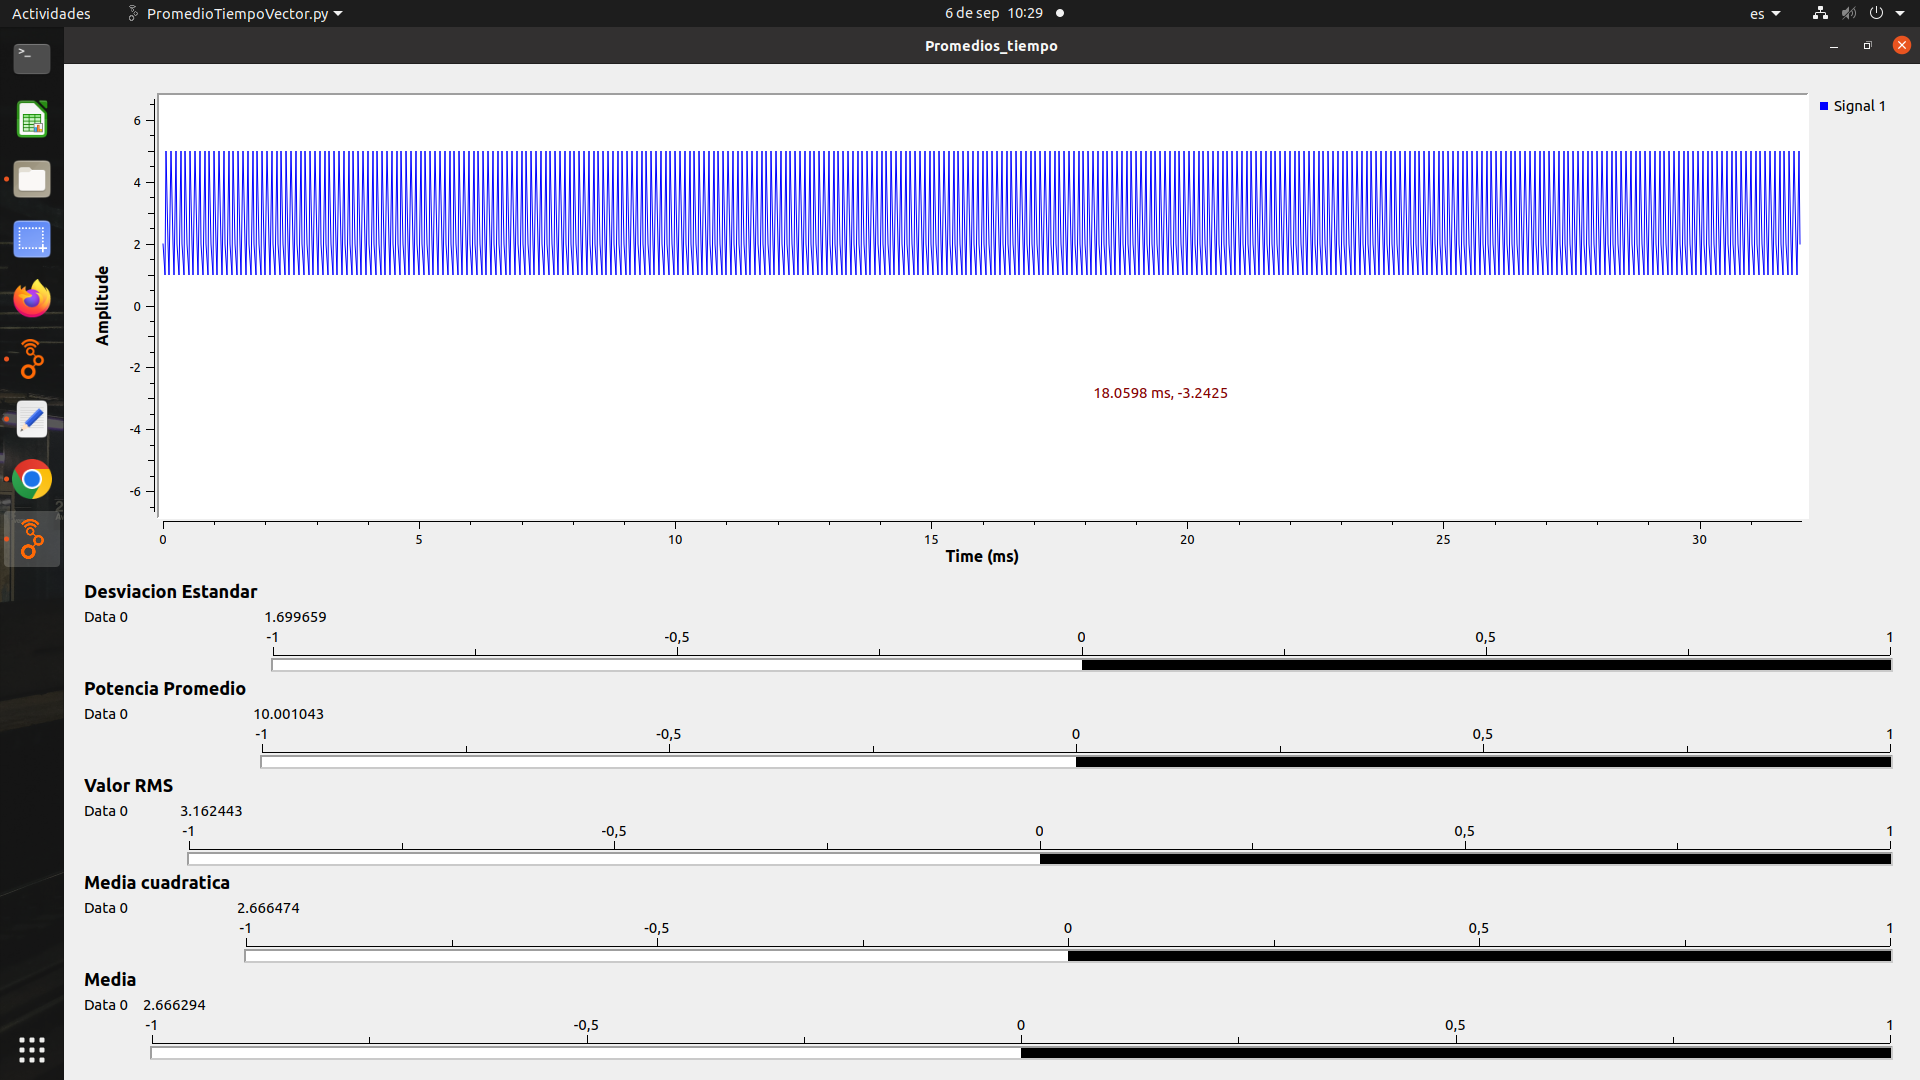 Actividades PromedioTiempoVector.py 6 de sep 10:29 es
Promedios_tiempo
Signal 1
6
4
2
0
-2
-4
-6
Amplitude
18.0598 ms, -3.2425
0 5 10 15 20 25 30
Time (ms)
Desviacion Estandar
Data 0 1.699659
-1 -0,5 0 0,5 1
Potencia Promedio
Data 0 10.001043
-1 -0,5 0 0,5 1
Valor RMS
Data 0 3.162443
-1 -0,5 0 0,5 1
Media cuadratica
Data 0 2.666474
-1 -0,5 0 0,5 1
Media
Data 0 2.666294
-1 -0,5 0 0,5 1